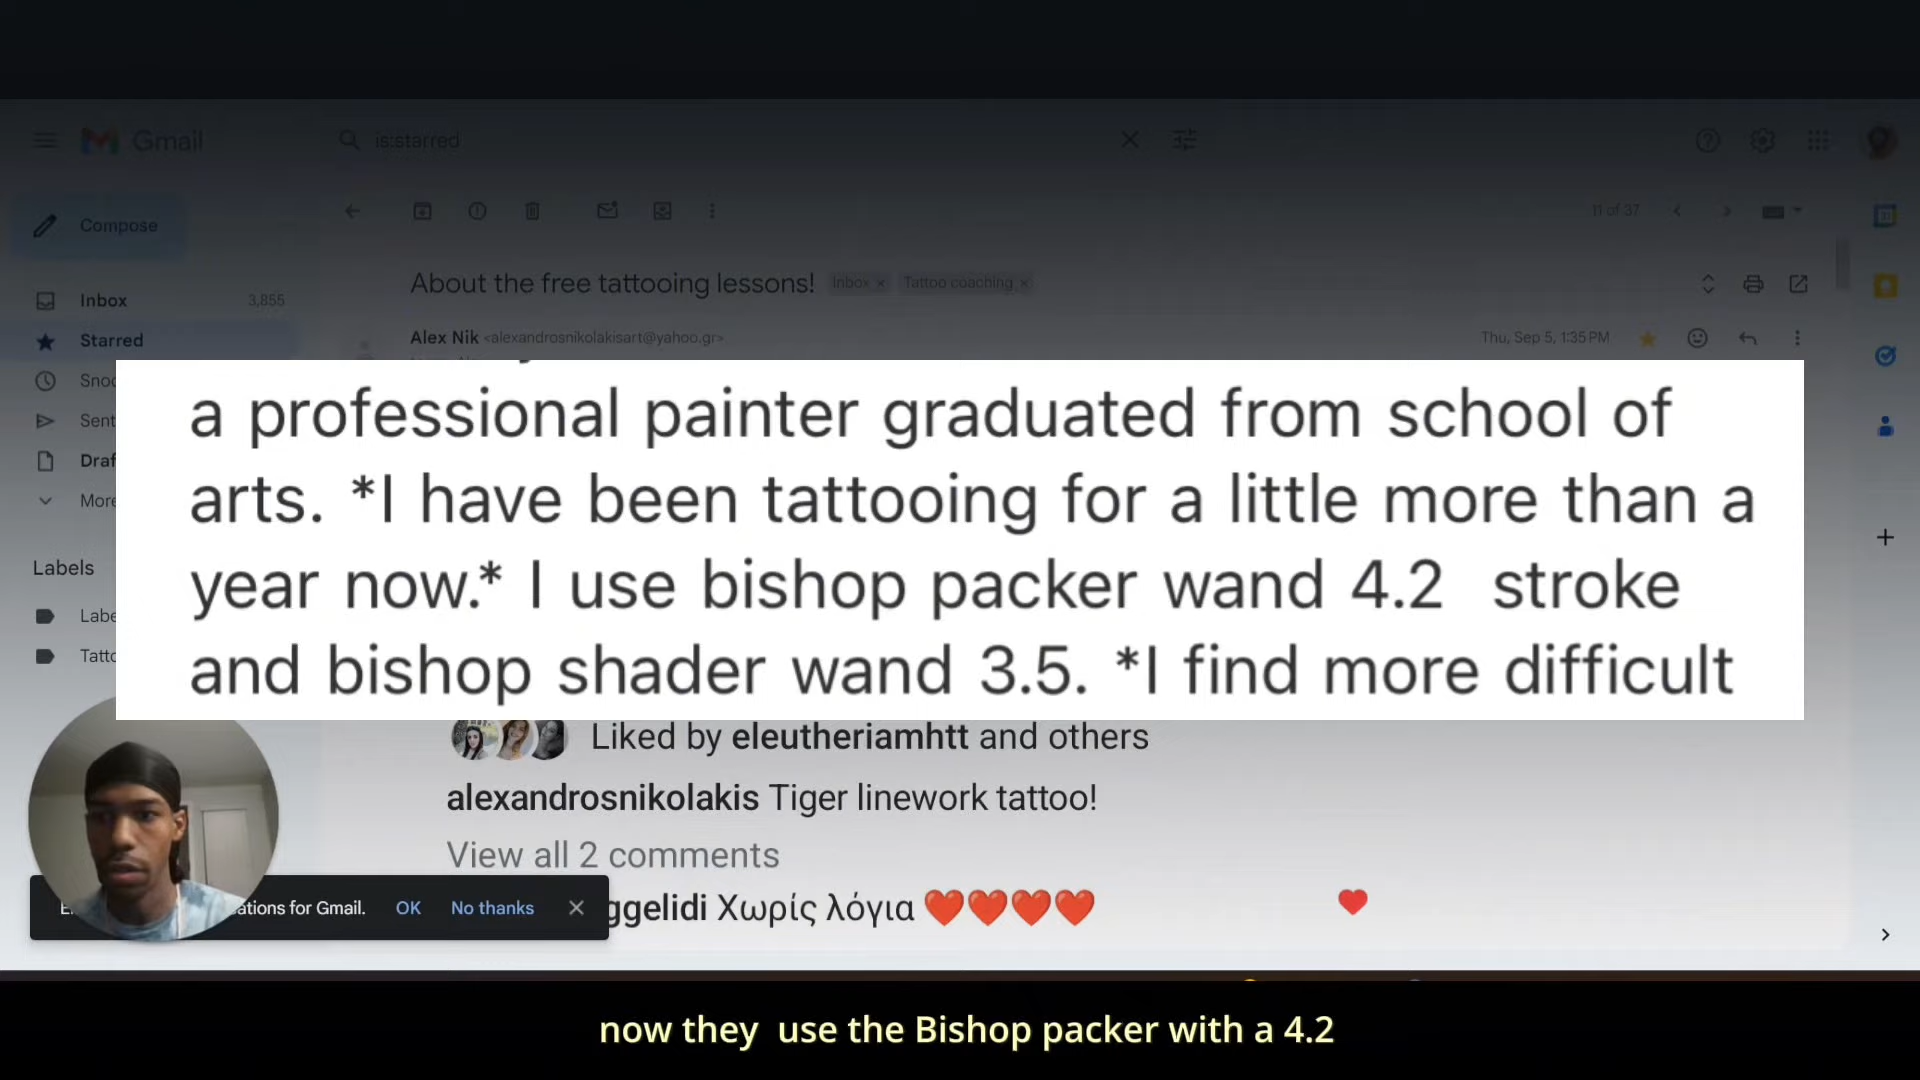 Gmail
is:starred
Compose
11 of 37
About the free tattooing lessons! Inbox × Tattoo coaching ×
Inbox 3,855
Alex Nik <alexandrosnikolakisart@yahoo.gr> Thu, Sep 5, 1:35 PM
Starred
a professional painter graduated from school of
arts. *I have been tattooing for a little more than a
year now.* I use bishop packer wand 4.2 stroke
and bishop shader wand 3.5. *I find more difficult
Snoo
Sent
Draf
More
Labels
Labe
Tatto
Liked by eleutheriamhtt and others
alexandrosnikolakis Tiger linework tattoo!
View all 2 comments
ations for Gmail. OK No thanks
ggelidi Χωρίς λόγια ❤️❤️❤️❤️
now they use the Bishop packer with a 4.2